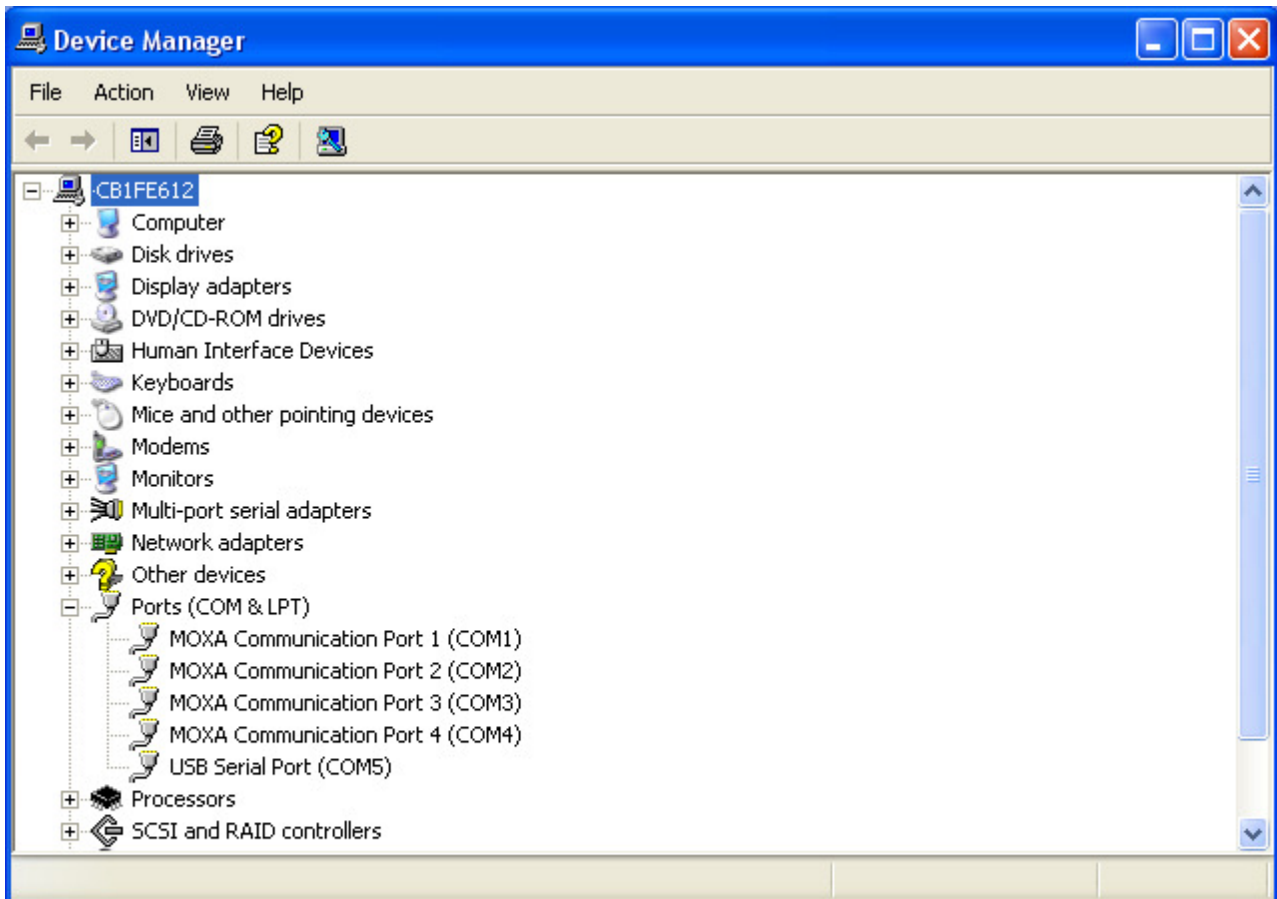 Device Manager
File Action View Help
-CB1FE612
Computer
Disk drives
Display adapters
DVD/CD-ROM drives
Human Interface Devices
Keyboards
Mice and other pointing devices
Modems
Monitors
Multi-port serial adapters
Network adapters
Other devices
Ports (COM & LPT)
MOXA Communication Port 1 (COM1)
MOXA Communication Port 2 (COM2)
MOXA Communication Port 3 (COM3)
MOXA Communication Port 4 (COM4)
USB Serial Port (COM5)
Processors
SCSI and RAID controllers